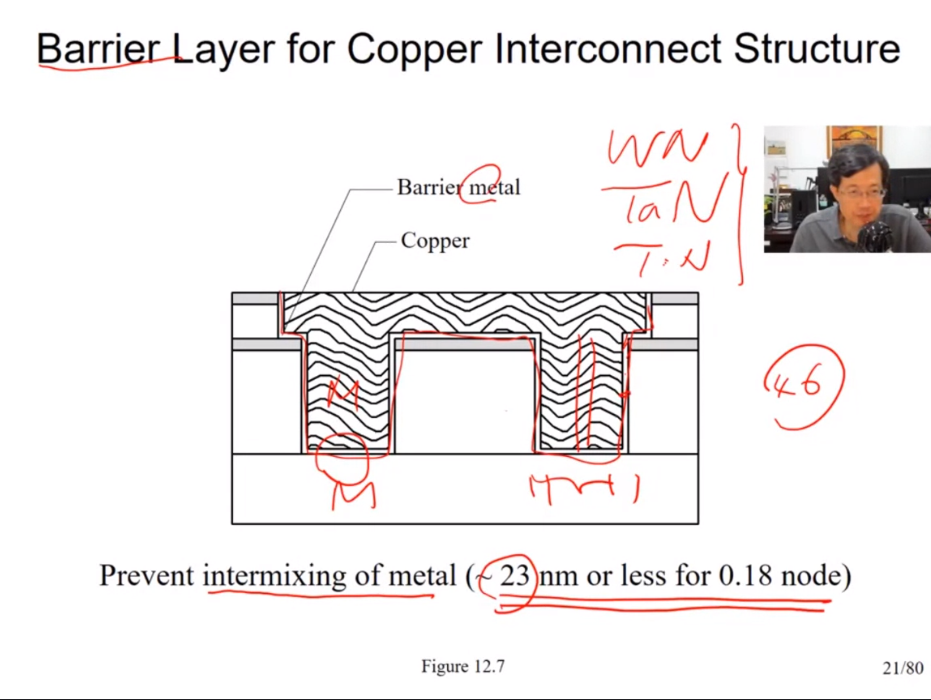 Barrier Layer for Copper Interconnect Structure
WN
Barrier metal
TaN
Copper
TiN
46
M
M
Prevent intermixing of metal (~ 23 nm or less for 0.18 node)
Figure 12.7
21/80